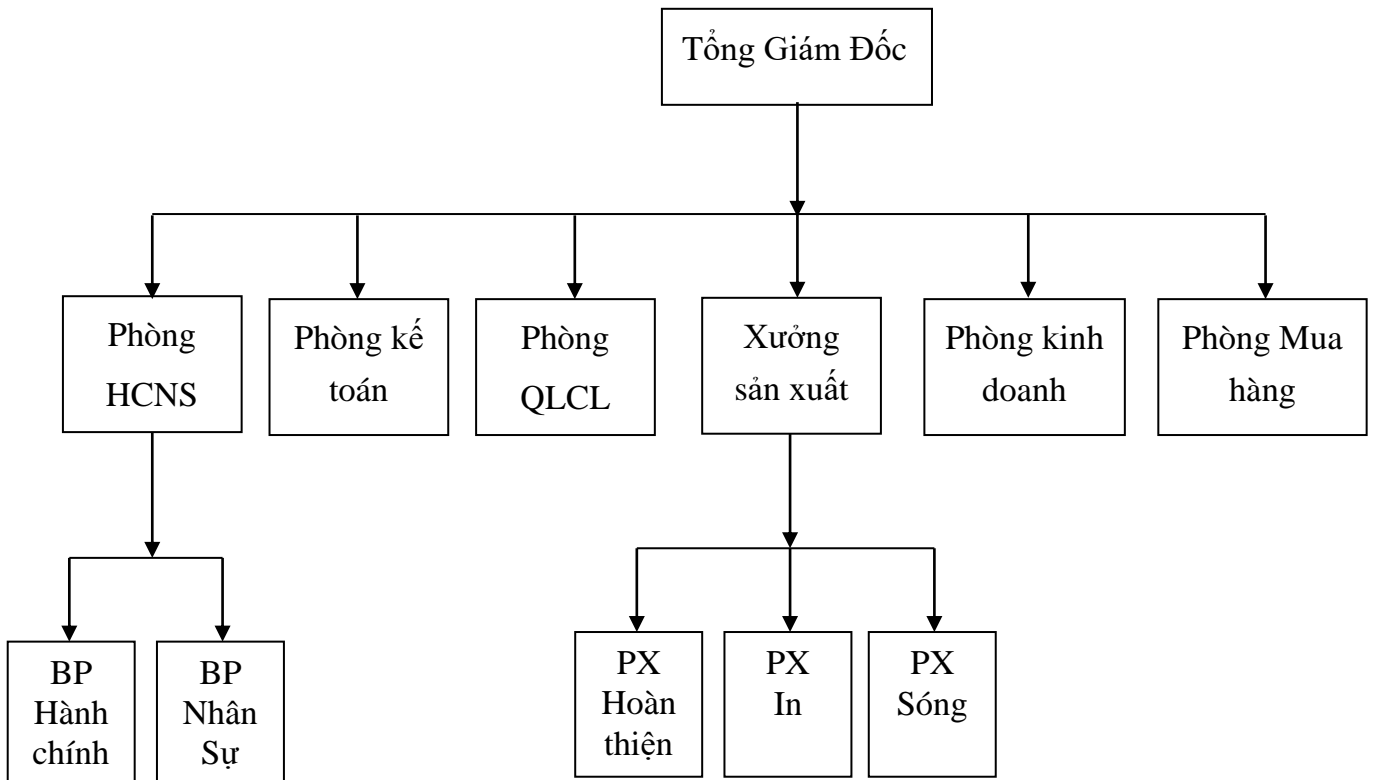 Tổng Giám Đốc
Phòng
HCNS
Phòng kế
toán
Phòng
QLCL
Xưởng
sản xuất
Phòng kinh
doanh
Phòng Mua
hàng
BP
Hành
chính
BP
Nhân
Sự
PX
Hoàn
thiện
PX
In
PX
Sóng